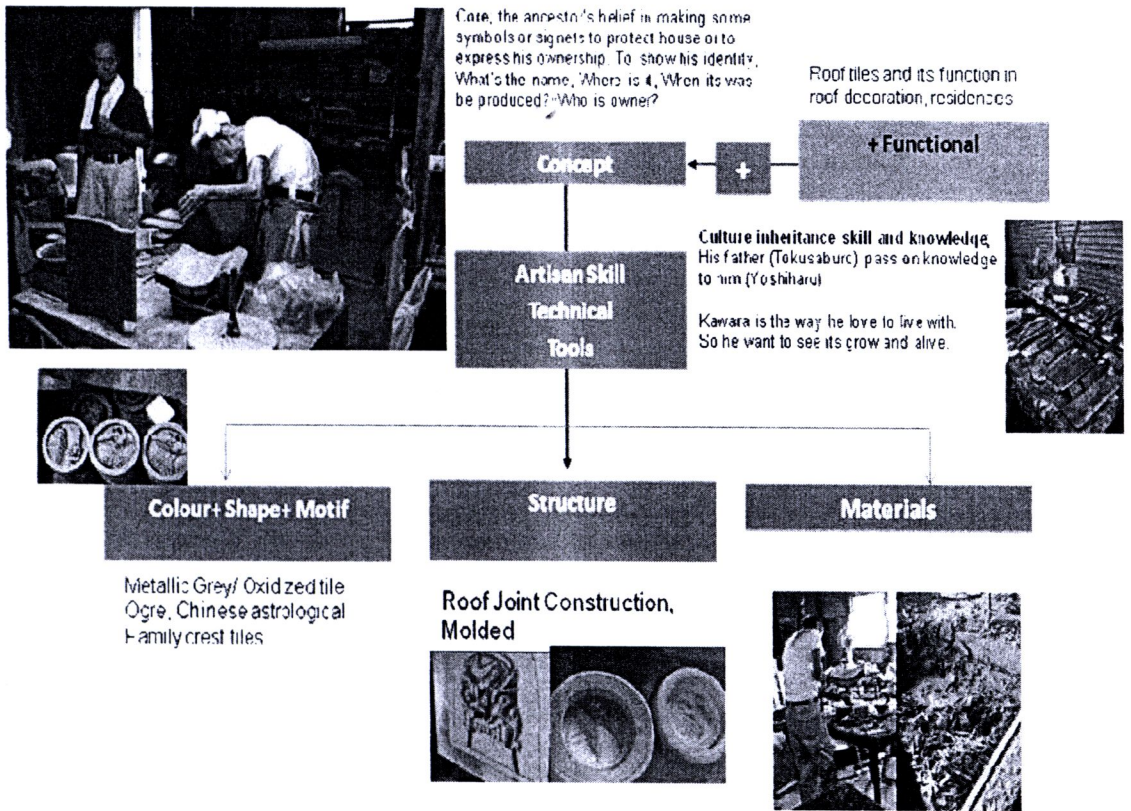 Core, the ancestor's belief in making some
symbols or signets to protect house or to
express his ownership. To show his identity,
What's the name, Where is it, When its was
be produced? Who is owner?
Roof tiles and its function in
roof decoration, residences
+ Functional
+
Concept
Artisan Skill
Technical
Tools
Culture inheritance skill and knowledge,
His father (Tokusaburo) pass on knowledge
to him (Yoshiharu)
Kawara is the way he love to live with.
So he want to see its grow and alive.
Colour+ Shape+ Motif
Metallic Grey/ Oxidized tile
Ogre, Chinese astrological
Family crest tiles
Structure
Roof Joint Construction,
Molded
Materials